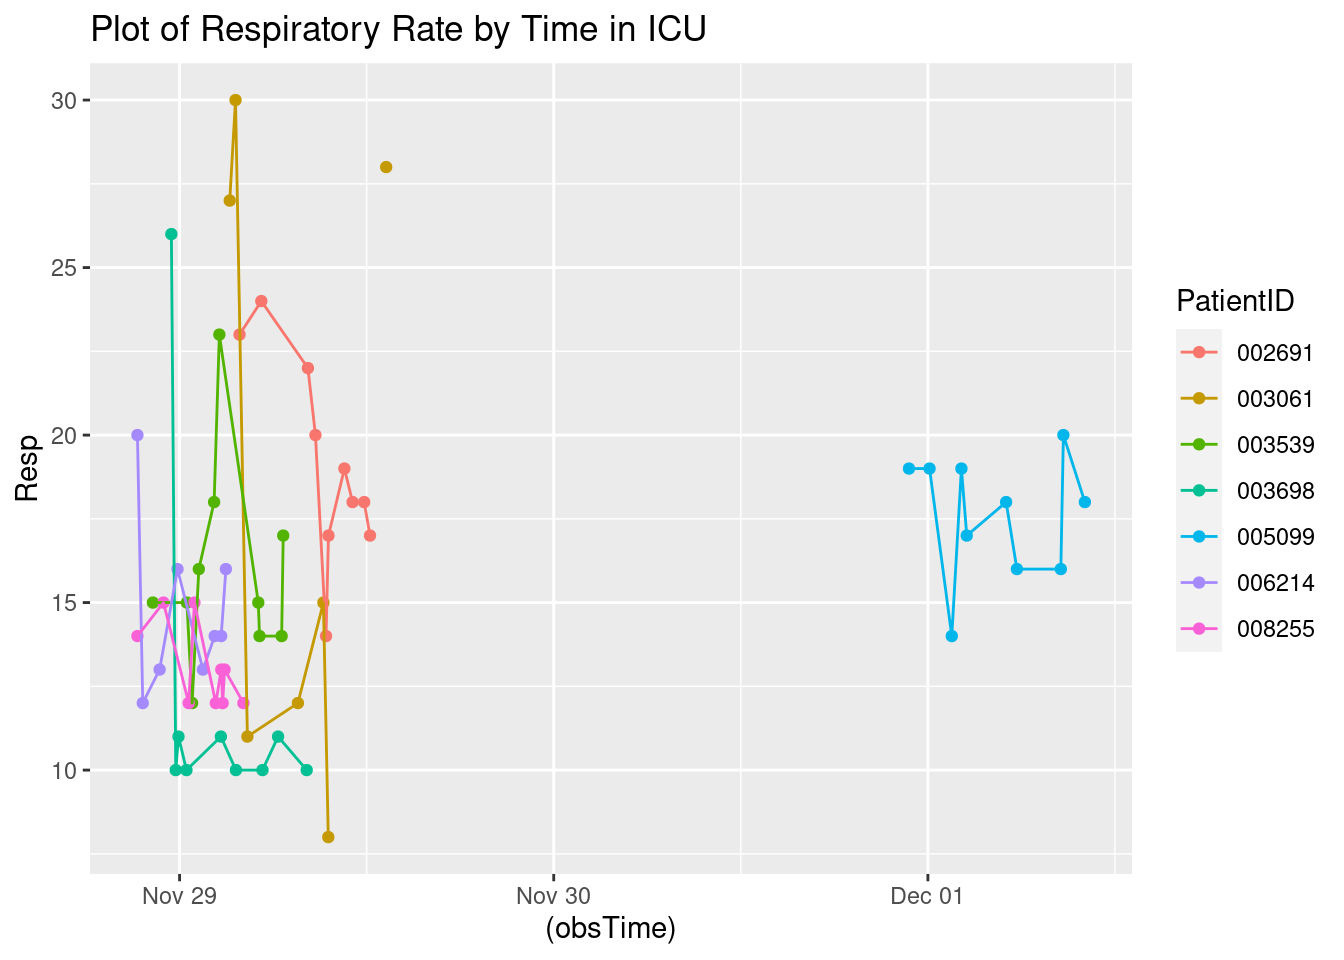 Plot of Respiratory Rate by Time in ICU
30
25
20
15
10
Resp
Nov 29
Nov 30
Dec 01
(obsTime)
PatientID
002691
003061
003539
003698
005099
006214
008255